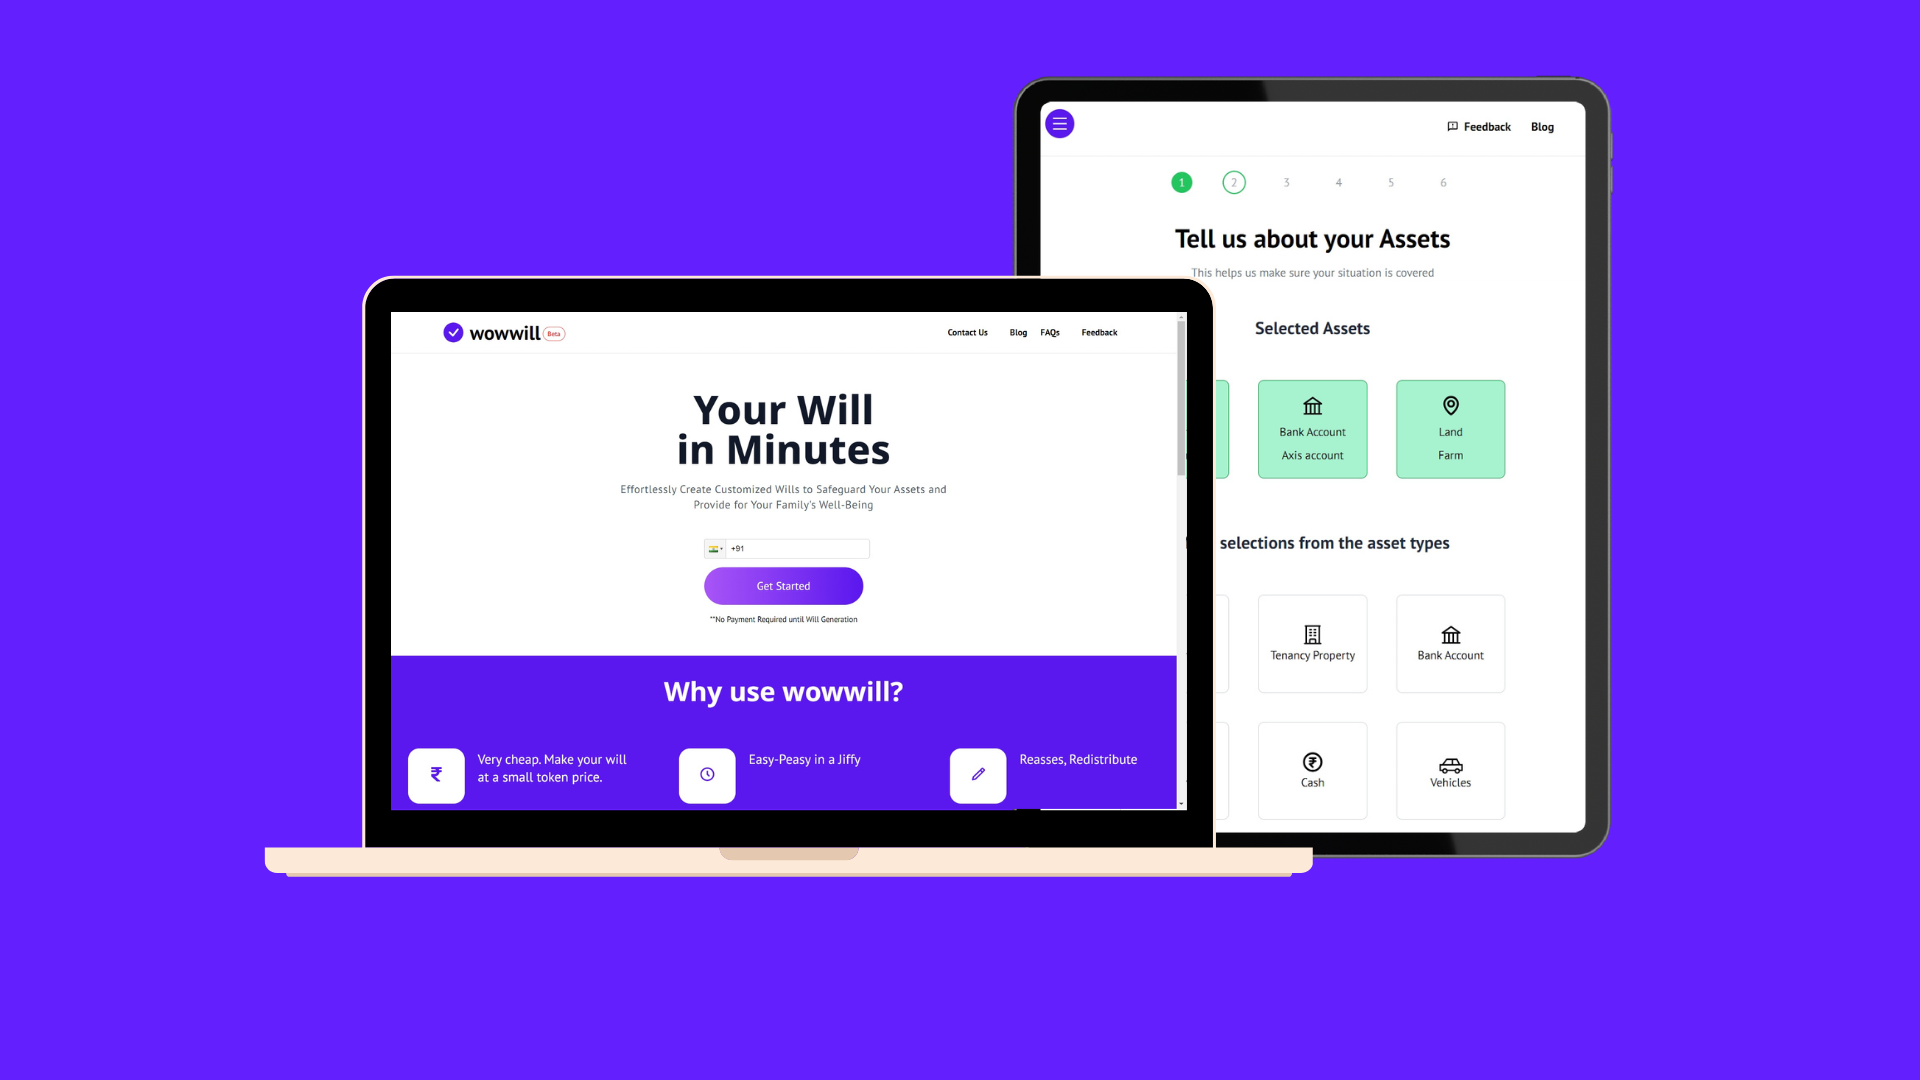 wowwill Beta
Contact Us Blog FAQs Feedback
Your Will
in Minutes
Effortlessly Create Customized Wills to Safeguard Your Assets and
Provide for Your Family's Well-Being
+91
Get Started
**No Payment Required until Will Generation
Why use wowwill?
₹
Very cheap. Make your will
at a small token price.
Easy-Peasy in a Jiffy
Reasses, Redistribute
Feedback Blog
1 2 3 4 5 6
Tell us about your Assets
This helps us make sure your situation is covered
Selected Assets
Bank Account
Axis account
Land
Farm
selections from the asset types
Tenancy Property
Bank Account
₹
Cash
Vehicles